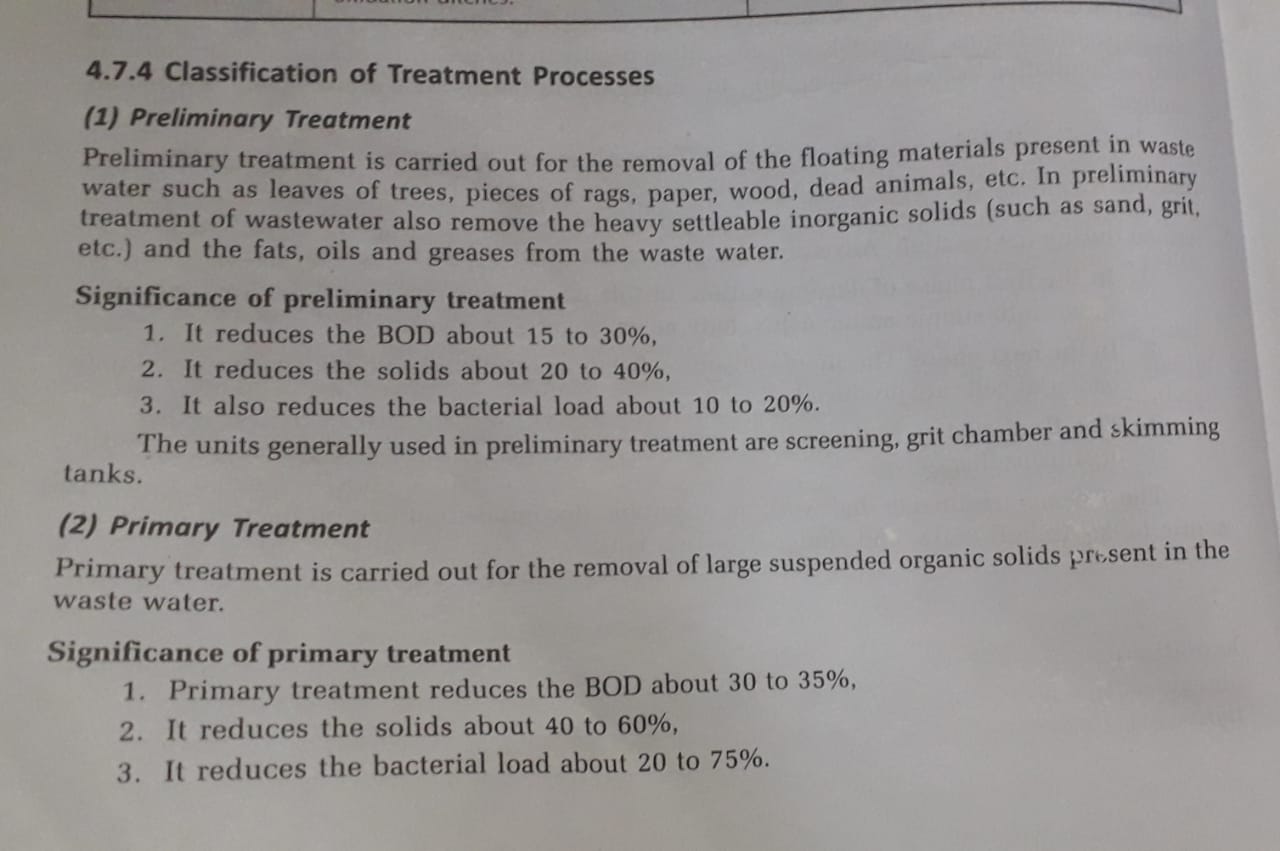 4.7.4 Classification of Treatment Processes
(1) Preliminary Treatment
Preliminary treatment is carried out for the removal of the floating materials present in waste
water such as leaves of trees, pieces of rags, paper, wood, dead animals, etc. In preliminary
treatment of wastewater also remove the heavy settleable inorganic solids (such as sand, grit,
etc.) and the fats, oils and greases from the waste water.
Significance of preliminary treatment
1. It reduces the BOD about 15 to 30%,
2. It reduces the solids about 20 to 40%,
3. It also reduces the bacterial load about 10 to 20%.
The units generally used in preliminary treatment are screening, grit chamber and skimming
tanks.
(2) Primary Treatment
Primary treatment is carried out for the removal of large suspended organic solids present in the
waste water.
Significance of primary treatment
1. Primary treatment reduces the BOD about 30 to 35%,
2. It reduces the solids about 40 to 60%,
3. It reduces the bacterial load about 20 to 75%.